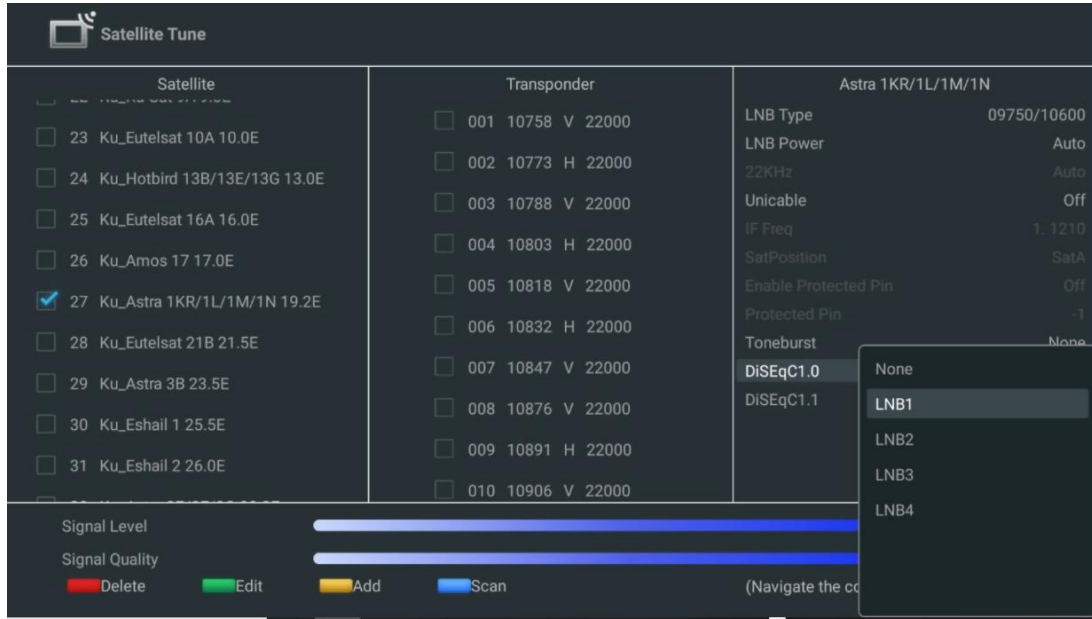 Satellite Tune
Satellite
23 Ku_Eutelsat 10A 10.0E
24 Ku_Hotbird 13B/13E/13G 13.0E
25 Ku_Eutelsat 16A 16.0E
26 Ku_Amos 17 17.0E
27 Ku_Astra 1KR/1L/1M/1N 19.2E
28 Ku_Eutelsat 21B 21.5E
29 Ku_Astra 3B 23.5E
30 Ku_Eshail 1 25.5E
31 Ku_Eshail 2 26.0E
Transponder
001 10758 V 22000
002 10773 H 22000
003 10788 V 22000
004 10803 H 22000
005 10818 V 22000
006 10832 H 22000
007 10847 V 22000
008 10876 V 22000
009 10891 H 22000
010 10906 V 22000
Astra 1KR/1L/1M/1N
LNB Type 09750/10600
LNB Power Auto
22KHz Auto
Unicable Off
IF Freq 1. 1210
SatPosition SatA
Enable Protected Pin Off
Protected Pin -1
Toneburst None
DiSEqC1.0
DiSEqC1.1
None
LNB1
LNB2
LNB3
LNB4
Signal Level
Signal Quality
Delete Edit Add Scan (Navigate the